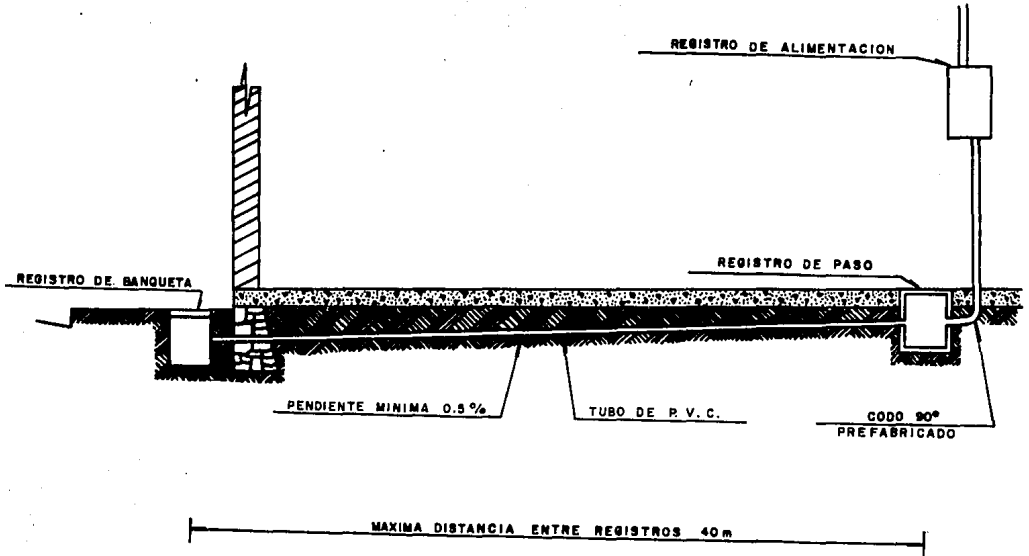 REGISTRO DE ALIMENTACION
REGISTRO DE BANQUETA
REGISTRO DE PASO
PENDIENTE MINIMA 0.5%
TUBO DE P.V.C.
CODO 90°
PREFABRICADO
MAXIMA DISTANCIA ENTRE REGISTROS 40m